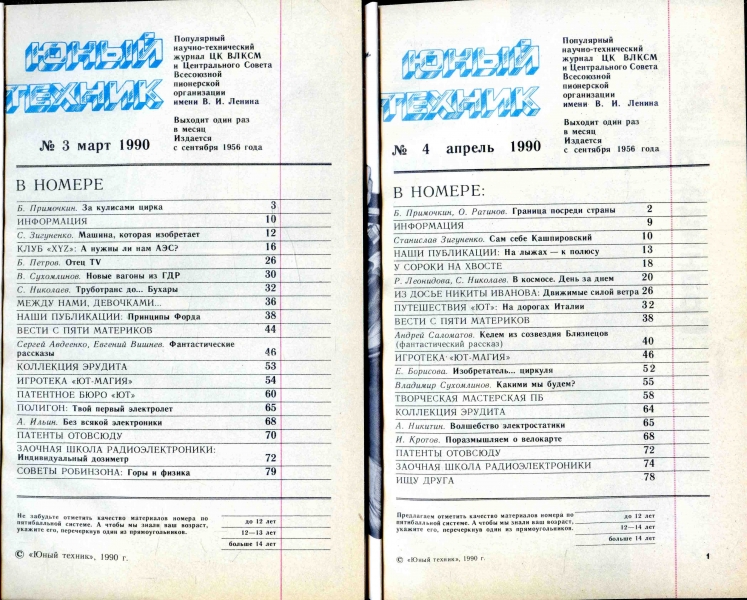 ЮНЫЙ
ТЕХНИК
Популярный
научно-технический
журнал ЦК ВЛКСМ
и Центрального Совета
Всесоюзной
пионерской
организации
имени В. И. Ленина
Выходит один раз
в месяц
Издается
с сентября 1956 года
№ 3 март 1990
В НОМЕРЕ
Б. Примочкин. За кулисами цирка 3
ИНФОРМАЦИЯ 10
С. Зигуненко. Машина, которая изобретает 12
КЛУБ «XYZ»: А нужны ли нам АЭС? 16
Б. Петров. Отец TV 26
В. Сухомлинов. Новые вагоны из ГДР 30
С. Николаев. Труботранс до... Бухары 32
МЕЖДУ НАМИ, ДЕВОЧКАМИ... 36
НАШИ ПУБЛИКАЦИИ: Принципы Форда 38
ВЕСТИ С ПЯТИ МАТЕРИКОВ 44
Сергей Авдеенко, Евгений Вишнев. Фантастические
рассказы 46
КОЛЛЕКЦИЯ ЭРУДИТА 53
ИГРОТЕКА «ЮТ-МАГИЯ» 54
ПАТЕНТНОЕ БЮРО «ЮТ» 60
ПОЛИГОН: Твой первый электролет 65
А. Ильин. Без всякой электроники 68
ПАТЕНТЫ ОТОВСЮДУ 70
ЗАОЧНАЯ ШКОЛА РАДИОЭЛЕКТРОНИКИ:
Индивидуальный дозиметр 72
СОВЕТЫ РОБИНЗОНА: Горы и физика 79
Не забудьте отметить качество материалов номера по
пятибалльной системе. А чтобы мы знали ваш возраст,
укажите его, перечеркнув один из прямоугольников.
до 12 лет
12—13 лет
больше 14 лет
© «Юный техник», 1990 г.
ЮНЫЙ
ТЕХНИК
Популярный
научно-технический
журнал ЦК ВЛКСМ
и Центрального Совета
Всесоюзной
пионерской
организации
имени В. И. Ленина
Выходит один раз
в месяц
Издается
с сентября 1956 года
№ 4 апрель 1990
В НОМЕРЕ:
Б. Примочкин, О. Ратинов. Граница посреди страны 2
ИНФОРМАЦИЯ 9
Станислав Зигуненко. Сам себе Кашпировский 10
НАШИ ПУБЛИКАЦИИ: На лыжах — к полюсу 13
У СОРОКИ НА ХВОСТЕ 18
Р. Леонидова, С. Николаев. В космосе. День за днем 20
ИЗ ДОСЬЕ НИКИТЫ ИВАНОВА: Движимые силой ветра 26
ПУТЕШЕСТВИЯ «ЮТ»: На дорогах Италии 32
ВЕСТИ С ПЯТИ МАТЕРИКОВ 38
Андрей Саломатов. Келем из созвездия Близнецов
(фантастический рассказ) 40
ИГРОТЕКА «ЮТ-МАГИЯ» 46
Е. Борисова. Изобретатель... циркуля 52
Владимир Сухомлинов. Какими мы будем? 55
ТВОРЧЕСКАЯ МАСТЕРСКАЯ ПБ 58
КОЛЛЕКЦИЯ ЭРУДИТА 64
А. Никитин. Волшебство электростатики 65
И. Кротов. Поразмышляем о велокарте 68
ПАТЕНТЫ ОТОВСЮДУ 72
ЗАОЧНАЯ ШКОЛА РАДИОЭЛЕКТРОНИКИ 74
ИЩУ ДРУГА 78
Предлагаем отметить качество материалов номера по
пятибалльной системе. А чтобы мы знали ваш возраст,
укажите его, перечеркнув один из прямоугольников.
до 12 лет
12—14 лет
больше 14 лет
© «Юный техник», 1990 г.
1